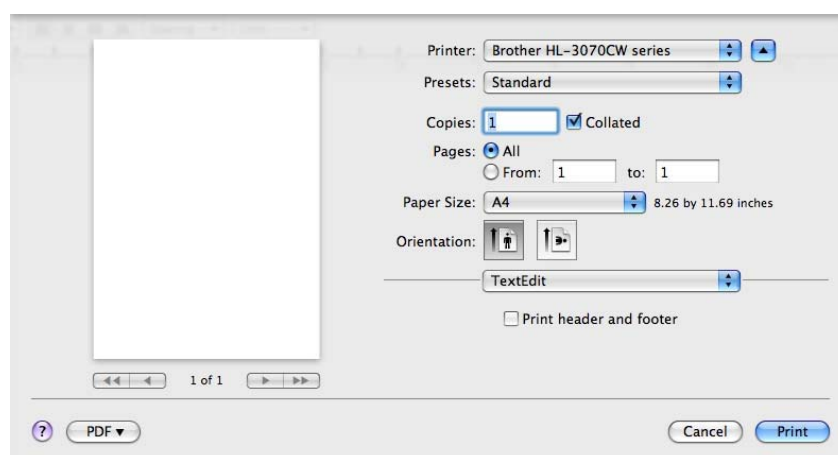 Printer: Brother HL-3070CW series
Presets: Standard
Copies: 1 Collated
Pages: All
From: 1 to: 1
Paper Size: A4 8.26 by 11.69 inches
Orientation:
TextEdit
Print header and footer
1 of 1
? PDF ▼ Cancel Print